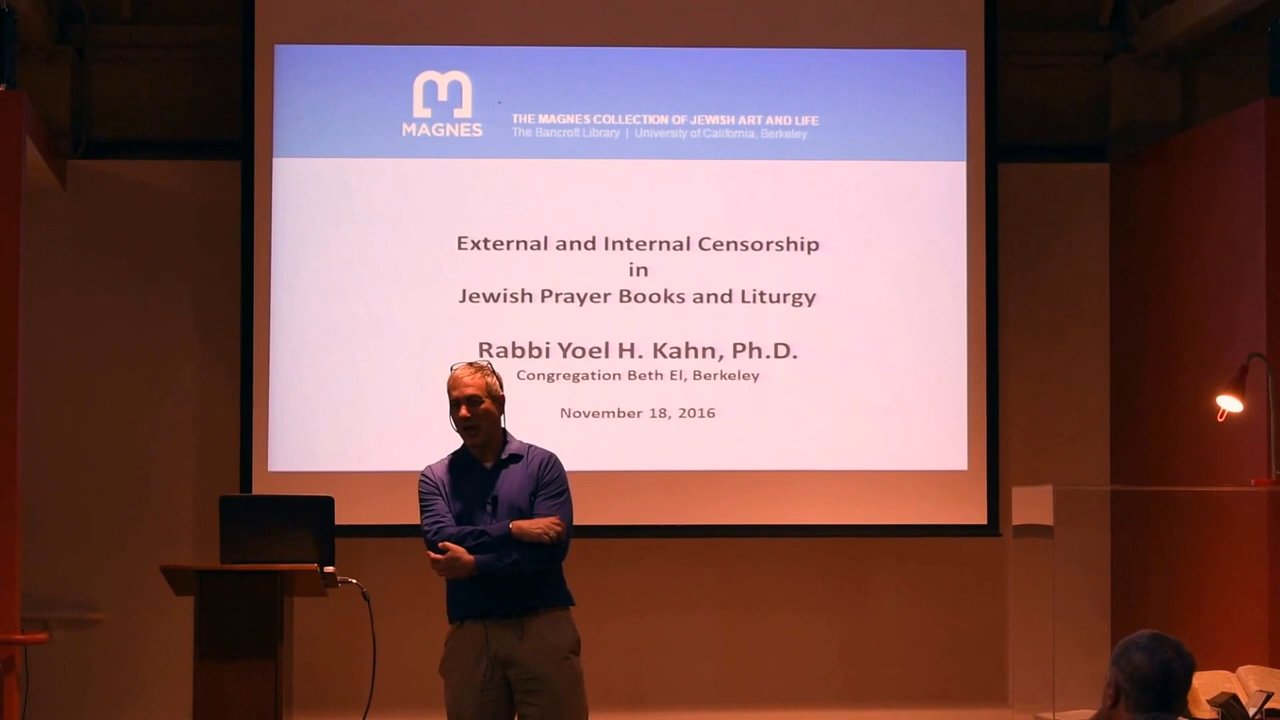 MAGNES
THE MAGNES COLLECTION OF JEWISH ART AND LIFE
The Bancroft Library | University of California, Berkeley
External and Internal Censorship
in
Jewish Prayer Books and Liturgy
Rabbi Yoel H. Kahn, Ph.D.
Congregation Beth El, Berkeley
November 18, 2016